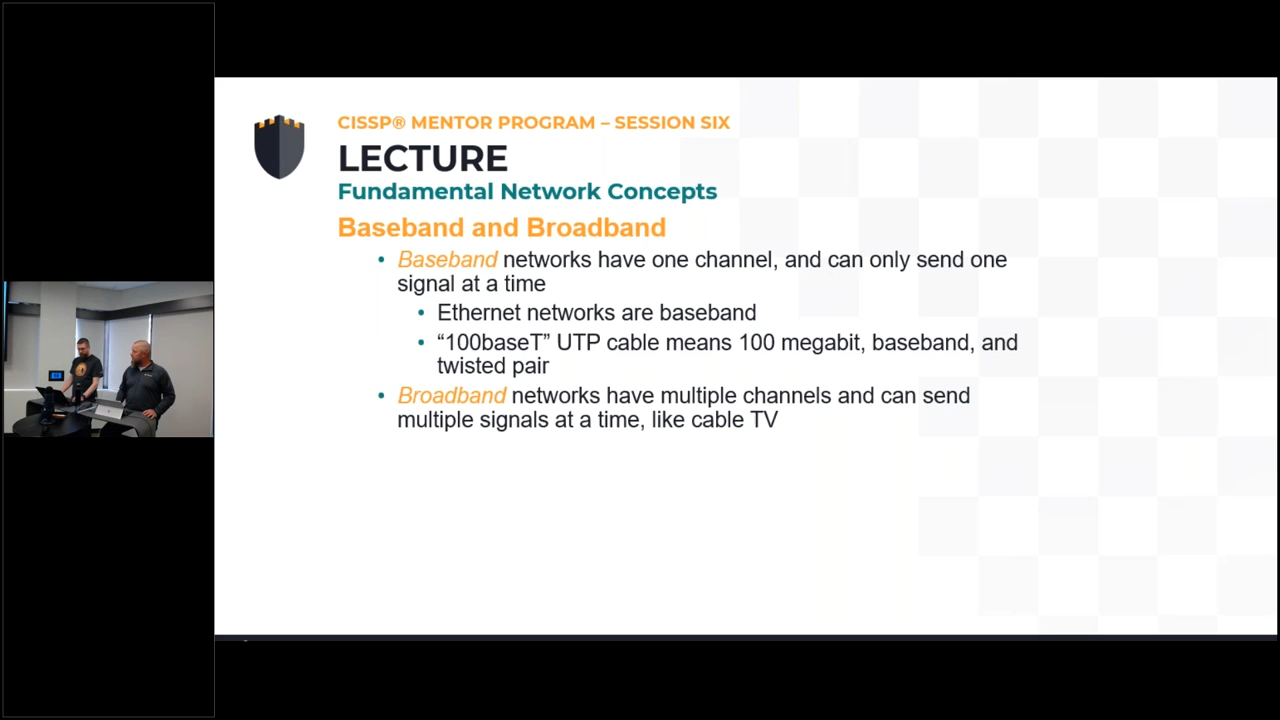 CISSP® MENTOR PROGRAM – SESSION SIX
LECTURE
Fundamental Network Concepts
Baseband and Broadband
• Baseband networks have one channel, and can only send one
signal at a time
• Ethernet networks are baseband
• “100baseT” UTP cable means 100 megabit, baseband, and
twisted pair
• Broadband networks have multiple channels and can send
multiple signals at a time, like cable TV